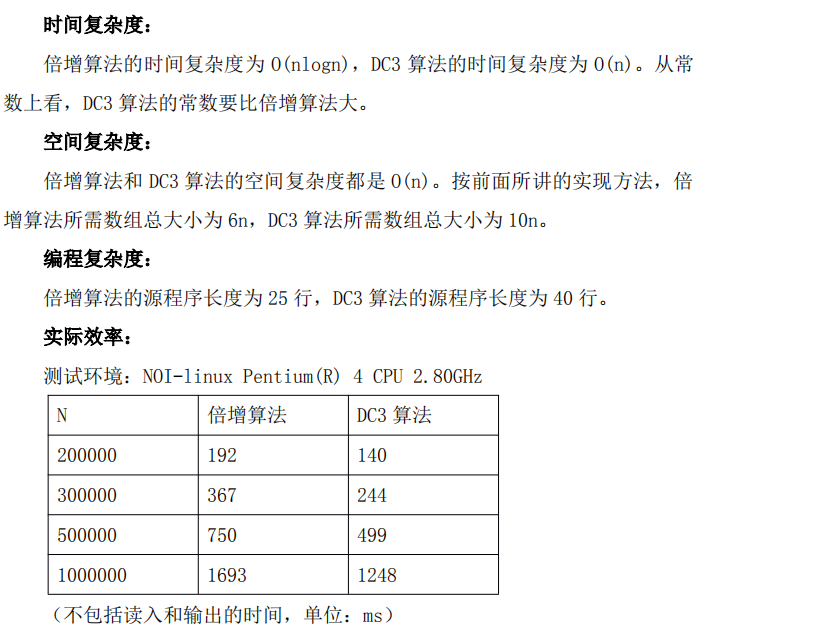 时间复杂度：
倍增算法的时间复杂度为 O(nlogn)，DC3 算法的时间复杂度为 O(n)。从常
数上看，DC3 算法的常数要比倍增算法大。
空间复杂度：
倍增算法和 DC3 算法的空间复杂度都是 O(n)。按前面所讲的实现方法，倍
增算法所需数组总大小为 6n，DC3 算法所需数组总大小为 10n。
编程复杂度：
倍增算法的源程序长度为 25 行，DC3 算法的源程序长度为 40 行。
实际效率：
测试环境：NOI-linux Pentium(R) 4 CPU 2.80GHz
N 倍增算法 DC3 算法
200000 192 140
300000 367 244
500000 750 499
1000000 1693 1248
（不包括读入和输出的时间，单位：ms）